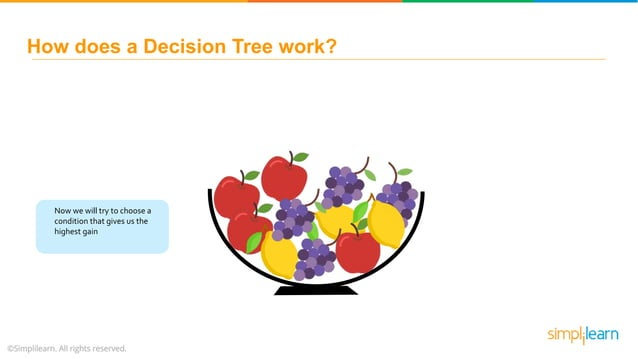 How does a Decision Tree work?
Now we will try to choose a
condition that gives us the
highest gain
©Simplilearn. All rights reserved.
simplilearn